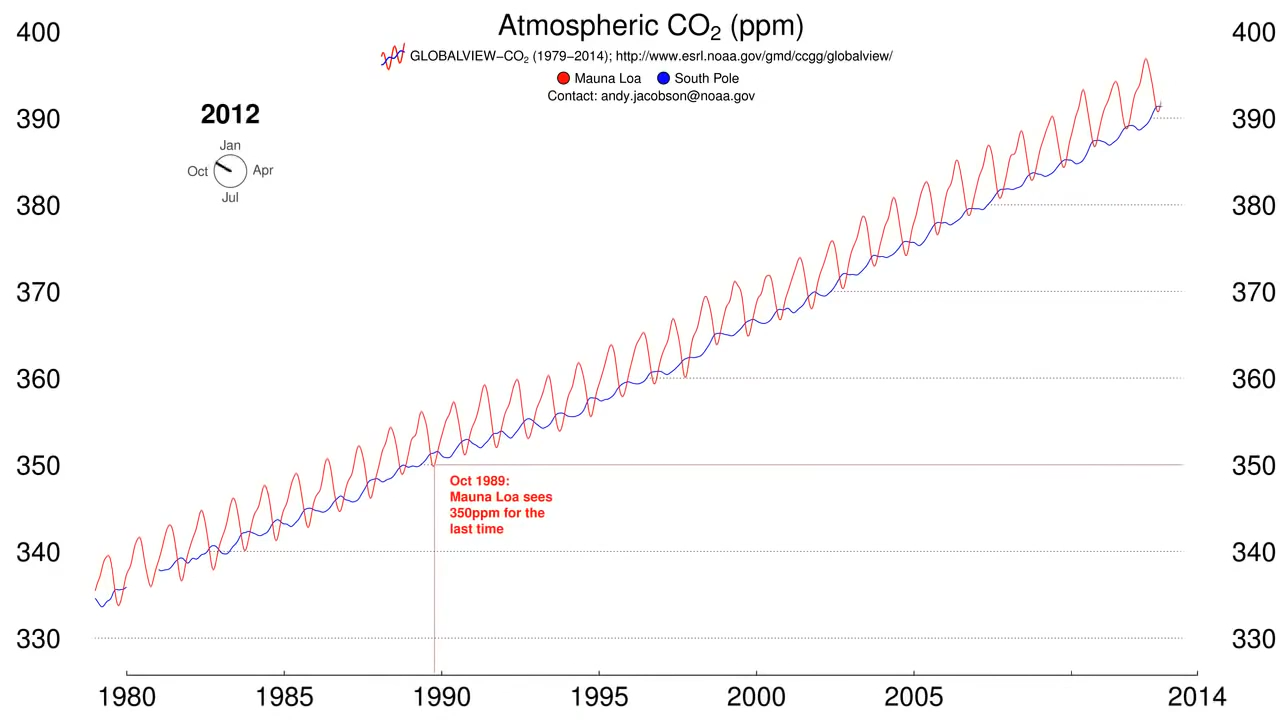 Atmospheric CO₂ (ppm)
GLOBALVIEW−CO₂ (1979−2014); http://www.esrl.noaa.gov/gmd/ccgg/globalview/
Mauna Loa South Pole
Contact: andy.jacobson@noaa.gov
2012
Jan
Oct Apr
Jul
400 400
390 390
380 380
370 370
360 360
350 350
Oct 1989:
Mauna Loa sees
350ppm for the
last time
340 340
330 330
1980 1985 1990 1995 2000 2005 2014